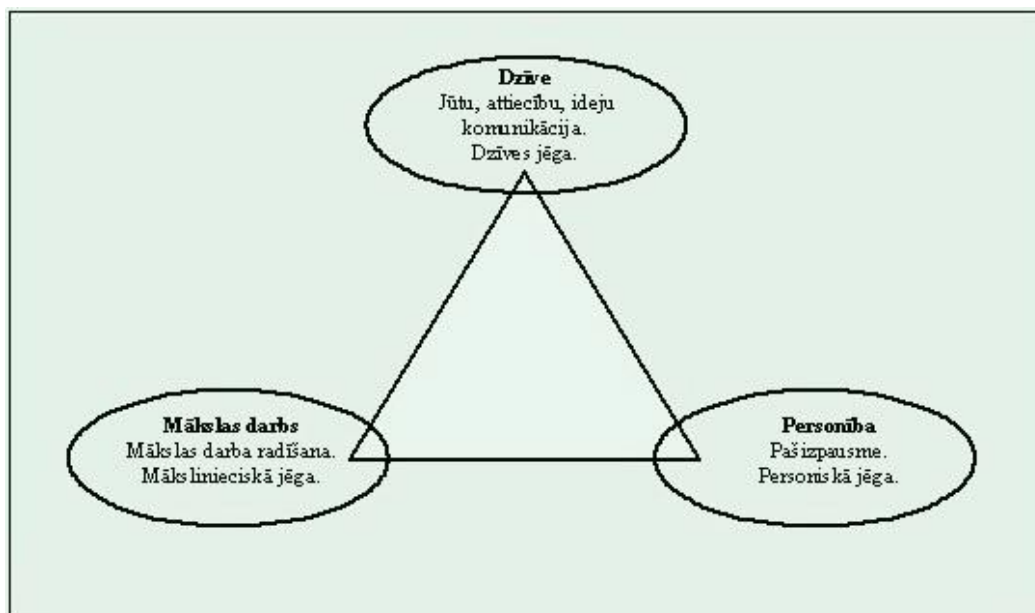 Dzīve
Jūtu, attiecību, ideju
komunikācija.
Dzīves jēga.
Mākslas darbs
Mākslas darba radīšana.
Mākslinieciskā jēga.
Personība
Pašizpausme.
Personiskā jēga.